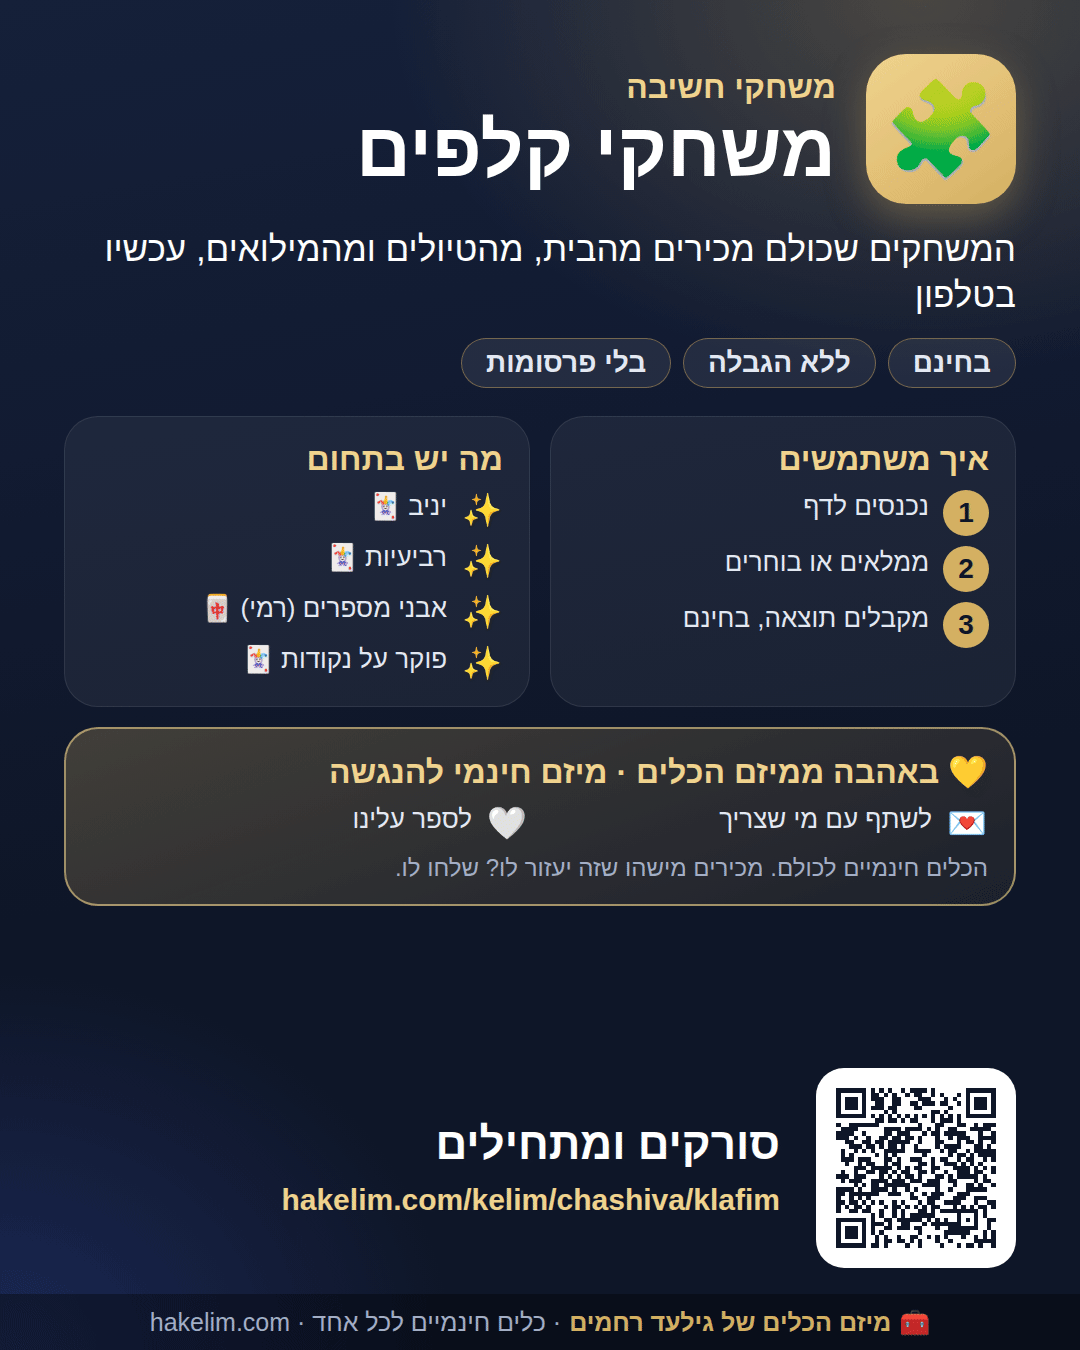 משחקי חשיבה
משחקי קלפים
המשחקים שכולם מכירים מהבית, מהטיולים ומהמילואים, עכשיו
בטלפון
בחינם
ללא הגבלה
בלי פרסומות
איך משתמשים
1 נכנסים לדף
2 ממלאים או בוחרים
3 מקבלים תוצאה, בחינם
מה יש בתחום
יניב
רביעיות
אבני מספרים (רמי)
פוקר על נקודות
באהבה ממיזם הכלים · מיזם חינמי להנגשה
לשתף עם מי שצריך
לספר עלינו
הכלים חינמיים לכולם. מכירים מישהו שזה יעזור לו? שלחו לו.
סורקים ומתחילים
hakelim.com/kelim/chashiva/klafim
מיזם הכלים של גילעד רחמים · כלים חינמיים לכל אחד · hakelim.com